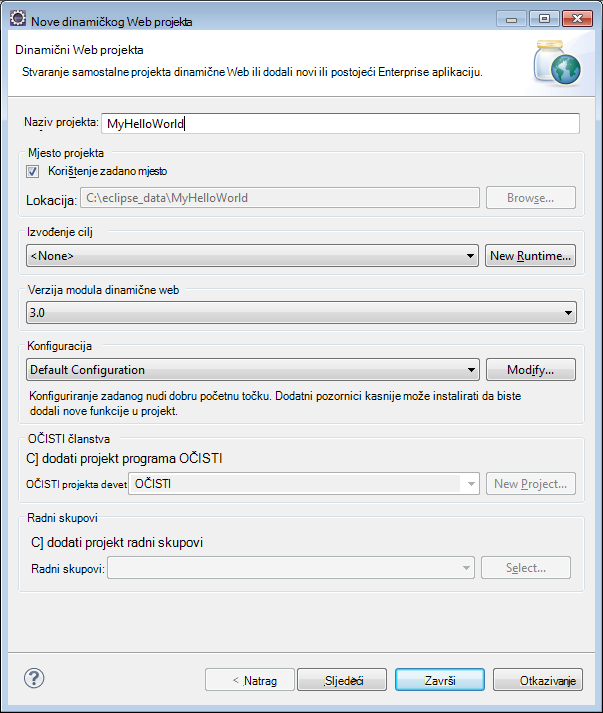 Nove dinamičkog Web projekta
Dinamični Web projekta
Stvaranje samostalne projekta dinamične Web ili dodali novi ili postojeći Enterprise aplikaciju.
Naziv projekta: MyHelloWorld
Mjesto projekta
Korištenje zadano mjesto
Lokacija: C:\eclipse_data\MyHelloWorld Browse...
Izvođenje cilj
<None> New Runtime...
Verzija modula dinamične web
3.0
Konfiguracija
Default Configuration Modify...
Konfiguriranje zadanog nudi dobru početnu točku. Dodatni pozornici kasnije može instalirati da biste
dodali nove funkcije u projekt.
OČISTI članstva
C] dodati projekt programa OČISTI
OČISTI projekta devet OČISTI New Project...
Radni skupovi
C] dodati projekt radni skupovi
Radni skupovi: Select...
? < Natrag Sljedeći > Završi Otkazivanje